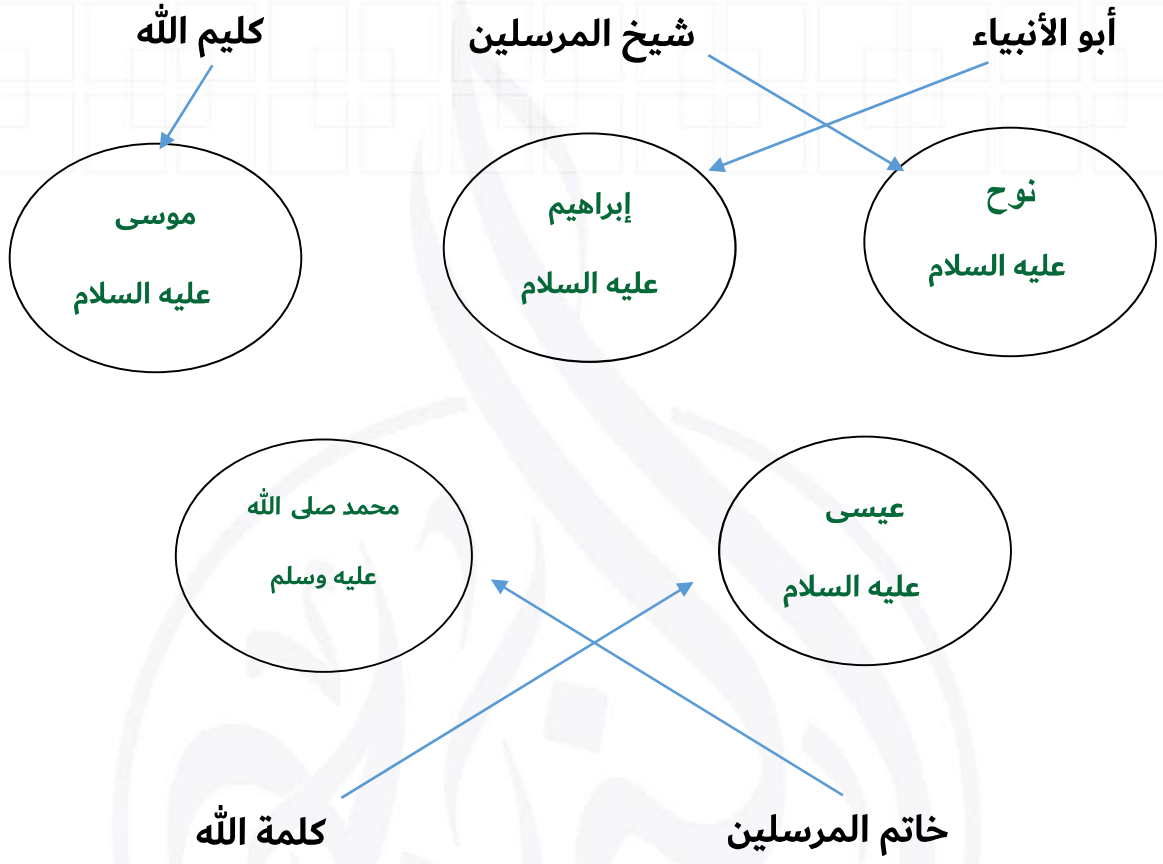 أبو الأنبياء
شيخ المرسلين
كليم الله
نوح
عليه السلام
إبراهيم
عليه السلام
موسى
عليه السلام
عيسى
عليه السلام
محمد صلى الله
عليه وسلم
خاتم المرسلين
كلمة الله